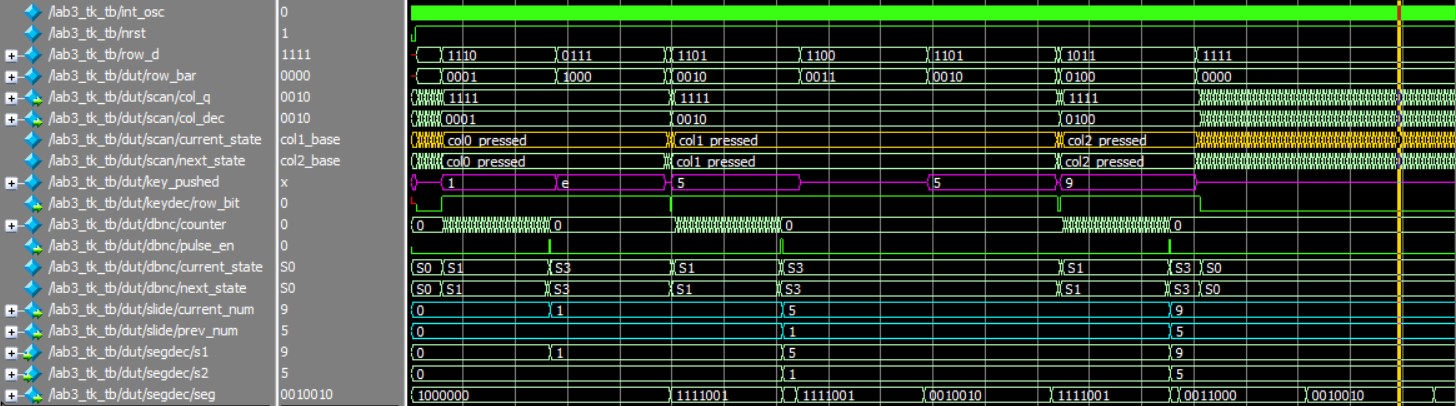 /lab3_tk_tb/int_osc 0
/lab3_tk_tb/nrst 1
/lab3_tk_tb/row_d 1111 1110 0111 1101 1100 1101 1011 1111
/lab3_tk_tb/dut/row_bar 0000 0001 1000 0010 0011 0010 0100 0000
/lab3_tk_tb/dut/scan/col_q 0010 1111 1111 1111
/lab3_tk_tb/dut/scan/col_dec 0010 0001 0010 0100
/lab3_tk_tb/dut/scan/current_state col1_base col0_pressed col1_pressed col2_pressed
/lab3_tk_tb/dut/scan/next_state col2_base col0_pressed col1_pressed col2_pressed
/lab3_tk_tb/dut/key_pushed x 1 e 5 5 9
/lab3_tk_tb/dut/keydec/row_bit 0
/lab3_tk_tb/dut/dbnc/counter 0 0 0 0 0
/lab3_tk_tb/dut/dbnc/pulse_en 0
/lab3_tk_tb/dut/dbnc/current_state S0 S0 S1 S3 S1 S3 S1 S3 S0
/lab3_tk_tb/dut/dbnc/next_state S0 S0 S1 S3 S1 S3 S1 S3 S0
/lab3_tk_tb/dut/slide/current_num 9 0 1 5 9
/lab3_tk_tb/dut/slide/prev_num 5 0 1 5
/lab3_tk_tb/dut/segdec/s1 9 0 1 5 9
/lab3_tk_tb/dut/segdec/s2 5 0 1 5
/lab3_tk_tb/dut/segdec/seg 0010010 1000000 1111001 1111001 0010010 1111001 0011000 0010010